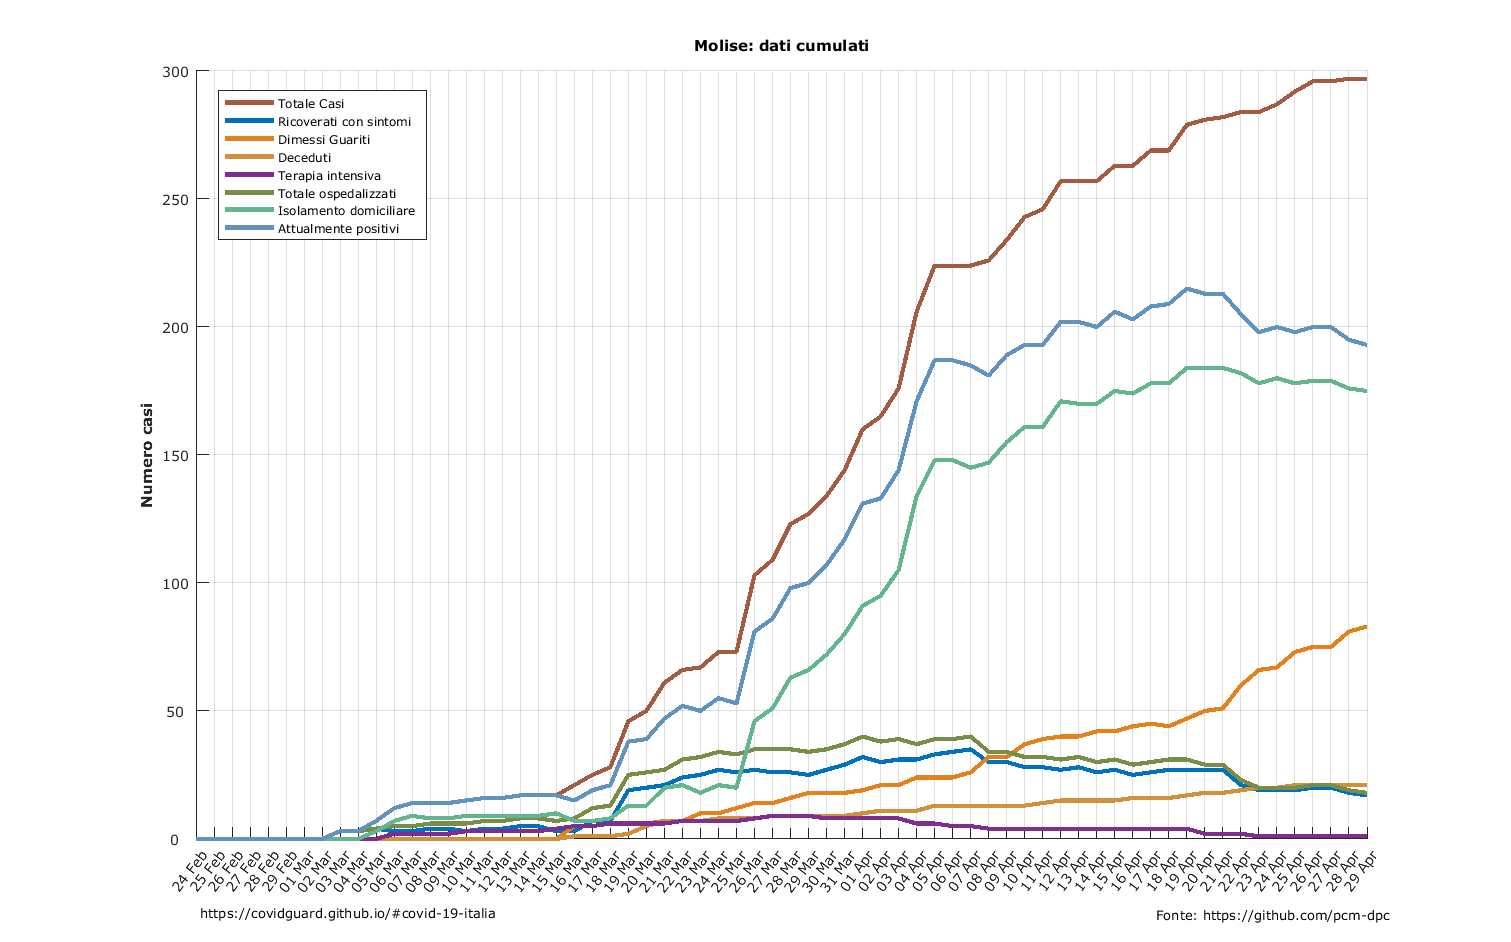 Molise: dati cumulati
300
250
200
150
100
50
0
Numero casi
Totale Casi
Ricoverati con sintomi
Dimessi Guariti
Deceduti
Terapia intensiva
Totale ospedalizzati
Isolamento domiciliare
Attualmente positivi
24 Feb
25 Feb
26 Feb
27 Feb
28 Feb
29 Feb
01 Mar
02 Mar
03 Mar
04 Mar
05 Mar
06 Mar
07 Mar
08 Mar
09 Mar
10 Mar
11 Mar
12 Mar
13 Mar
14 Mar
15 Mar
16 Mar
17 Mar
18 Mar
19 Mar
20 Mar
21 Mar
22 Mar
23 Mar
24 Mar
25 Mar
26 Mar
27 Mar
28 Mar
29 Mar
30 Mar
31 Mar
01 Apr
02 Apr
03 Apr
04 Apr
05 Apr
06 Apr
07 Apr
08 Apr
09 Apr
10 Apr
11 Apr
12 Apr
13 Apr
14 Apr
15 Apr
16 Apr
17 Apr
18 Apr
19 Apr
20 Apr
21 Apr
22 Apr
23 Apr
24 Apr
25 Apr
26 Apr
27 Apr
28 Apr
29 Apr
https://covidguard.github.io/#covid-19-italia
Fonte: https://github.com/pcm-dpc